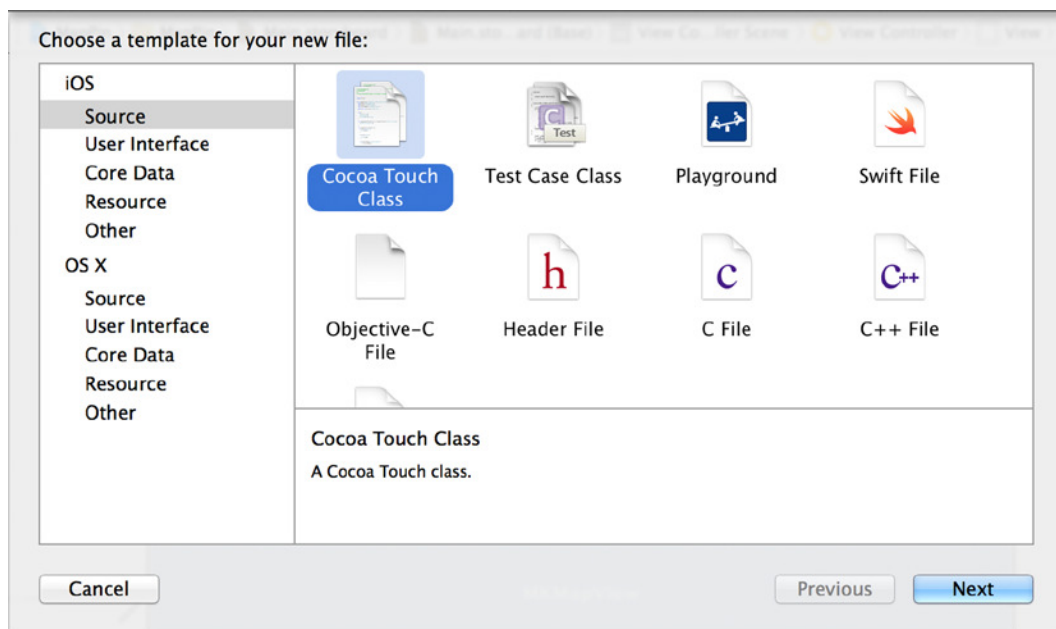 Choose a template for your new file:
iOS
Source
User Interface
Core Data
Resource
Other
OS X
Source
User Interface
Core Data
Resource
Other
Cocoa Touch
Class
Test
Test Case Class
Playground
Swift File
Objective-C
File
h
Header File
C
C File
C++
C++ File
Cocoa Touch Class
A Cocoa Touch class.
Cancel
Previous
Next